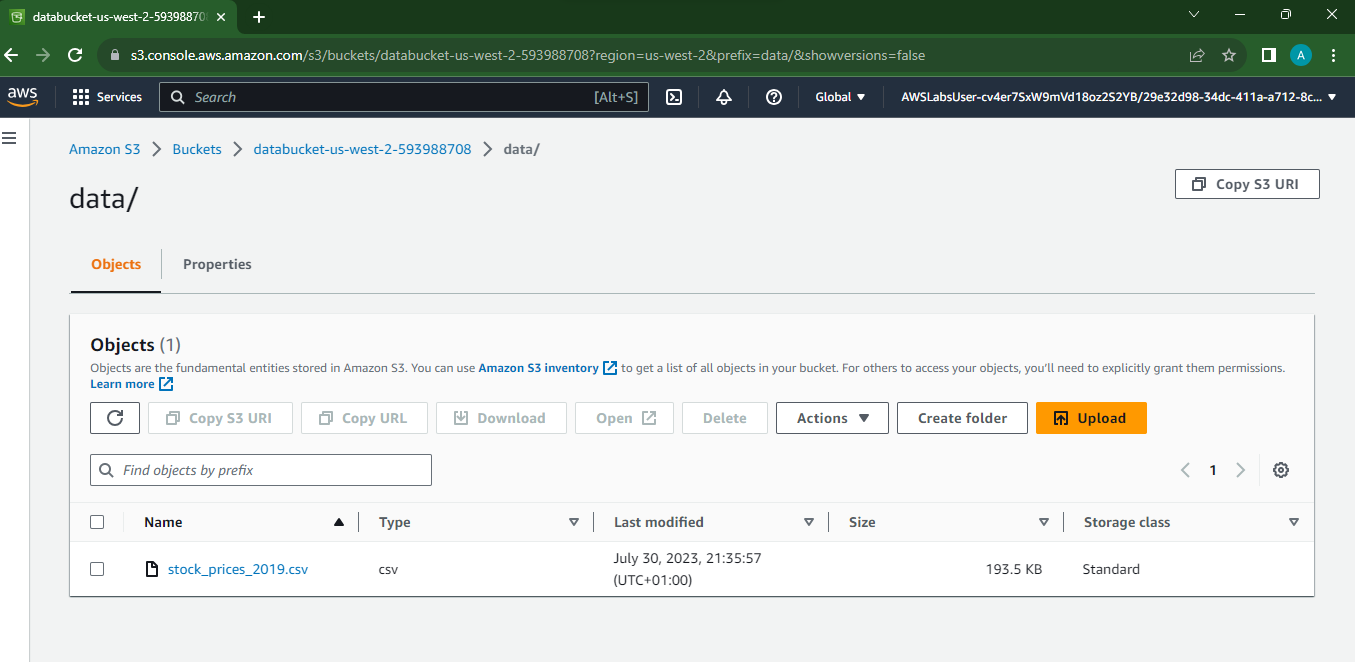 databucket-us-west-2-593988708
s3.console.aws.amazon.com/s3/buckets/databucket-us-west-2-593988708?region=us-west-2&prefix=data/&showversions=false
A
aws
Services
Search
[Alt+S]
Global
AWSLabsUser-cv4er7SxW9mVd18oz2S2YB/29e32d98-34dc-411a-a712-8c...
Amazon S3 > Buckets > databucket-us-west-2-593988708 > data/
data/
Copy S3 URI
Objects
Properties
Objects (1)
Objects are the fundamental entities stored in Amazon S3. You can use Amazon S3 inventory to get a list of all objects in your bucket. For others to access your objects, you'll need to explicitly grant them permissions.
Learn more
Copy S3 URI
Copy URL
Download
Open
Delete
Actions
Create folder
Upload
Find objects by prefix
1
Name
Type
Last modified
Size
Storage class
stock_prices_2019.csv
csv
July 30, 2023, 21:35:57
(UTC+01:00)
193.5 KB
Standard